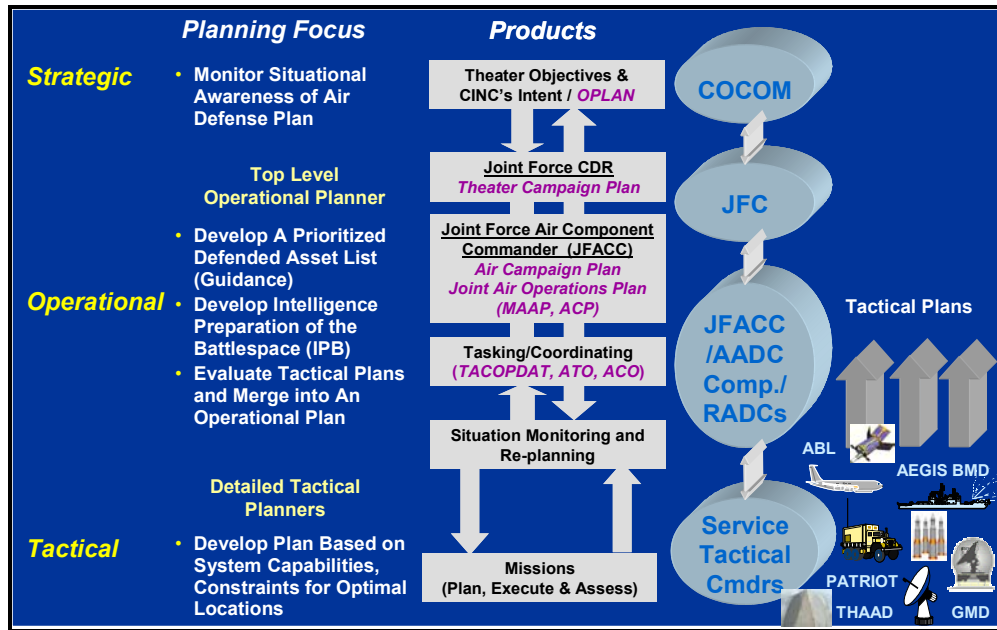 Planning Focus
Products
Strategic
• Monitor Situational
Awareness of Air
Defense Plan
Top Level
Operational Planner
Operational
• Develop A Prioritized
Defended Asset List
(Guidance)
• Develop Intelligence
Preparation of the
Battlespace (IPB)
• Evaluate Tactical Plans
and Merge into An
Operational Plan
Detailed Tactical
Planners
Tactical
• Develop Plan Based on
System Capabilities,
Constraints for Optimal
Locations
Theater Objectives &
CINC's Intent / OPLAN
Joint Force CDR
Theater Campaign Plan
Joint Force Air Component
Commander (JFACC)
Air Campaign Plan
Joint Air Operations Plan
(MAAP, ACP)
Tasking/Coordinating
(TACOPDAT, ATO, ACO)
Situation Monitoring and
Re-planning
Missions
(Plan, Execute & Assess)
COCOM
JFC
JFACC
/AADC
Comp./
RADCs
Service
Tactical
Cmdrs
Tactical Plans
ABL
AEGIS BMD
PATRIOT
THAAD
GMD